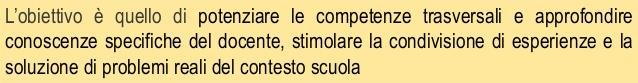 L'obiettivo è quello di potenziare le competenze trasversali e approfondire
conoscenze specifiche del docente, stimolare la condivisione di esperienze e la
soluzione di problemi reali del contesto scuola